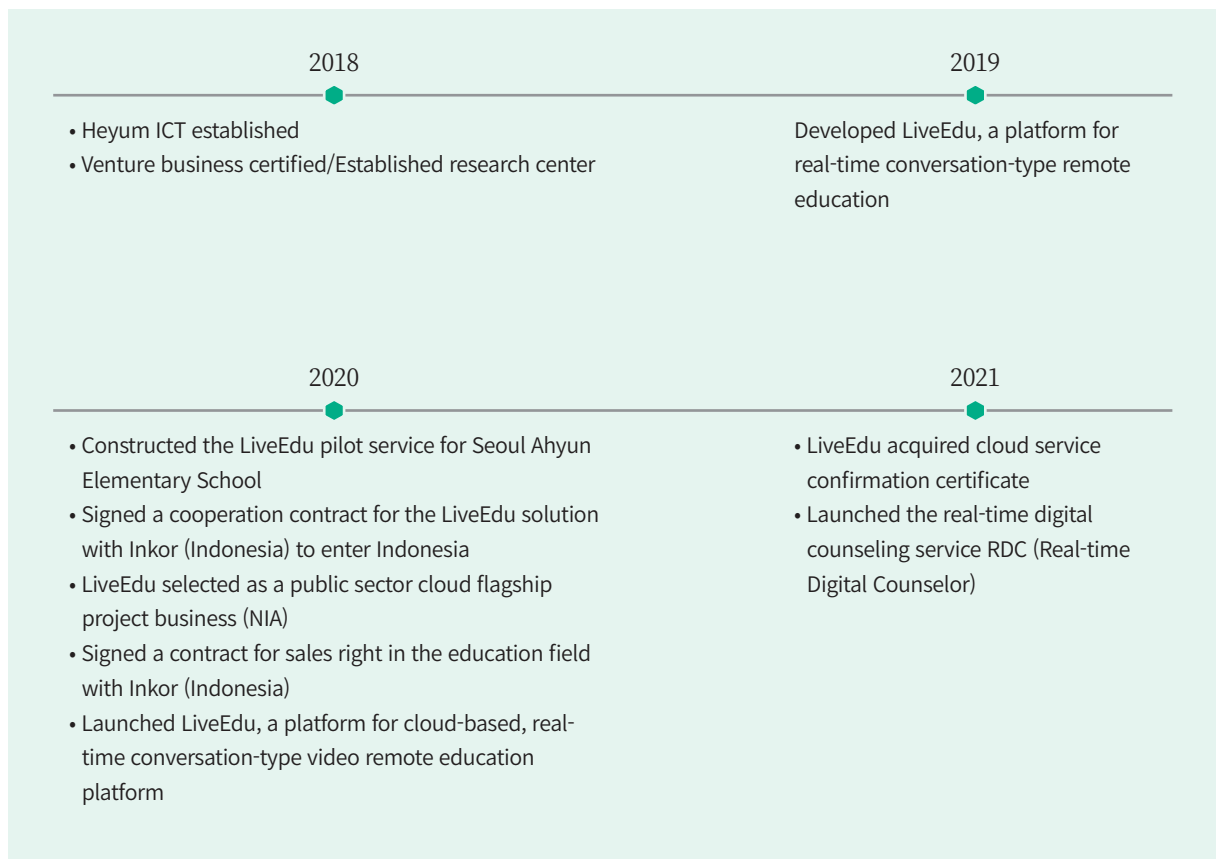 2018
• Heyum ICT established
• Venture business certified/Established research center
2019
Developed LiveEdu, a platform for
real-time conversation-type remote
education
2020
• Constructed the LiveEdu pilot service for Seoul Ahyun
Elementary School
• Signed a cooperation contract for the LiveEdu solution
with Inkor (Indonesia) to enter Indonesia
• LiveEdu selected as a public sector cloud flagship
project business (NIA)
• Signed a contract for sales right in the education field
with Inkor (Indonesia)
• Launched LiveEdu, a platform for cloud-based, real-
time conversation-type video remote education
platform
2021
• LiveEdu acquired cloud service
confirmation certificate
• Launched the real-time digital
counseling service RDC (Real-time
Digital Counselor)